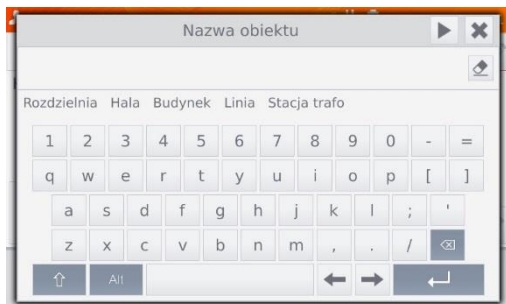 Nazwa obiektu
Rozdzielnia Hala Budynek Linia Stacja trafo
1 2 3 4 5 6 7 8 9 0 - =
q w e r t y u i o p [ ]
a s d f g h j k l ; '
z x c v b n m , . /
Alt